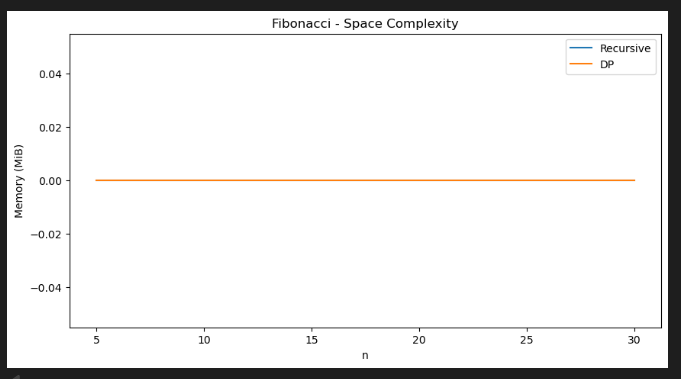 Fibonacci - Space Complexity
Recursive
DP
Memory (MiB)
0.04
0.02
0.00
−0.02
−0.04
5 10 15 20 25 30
n